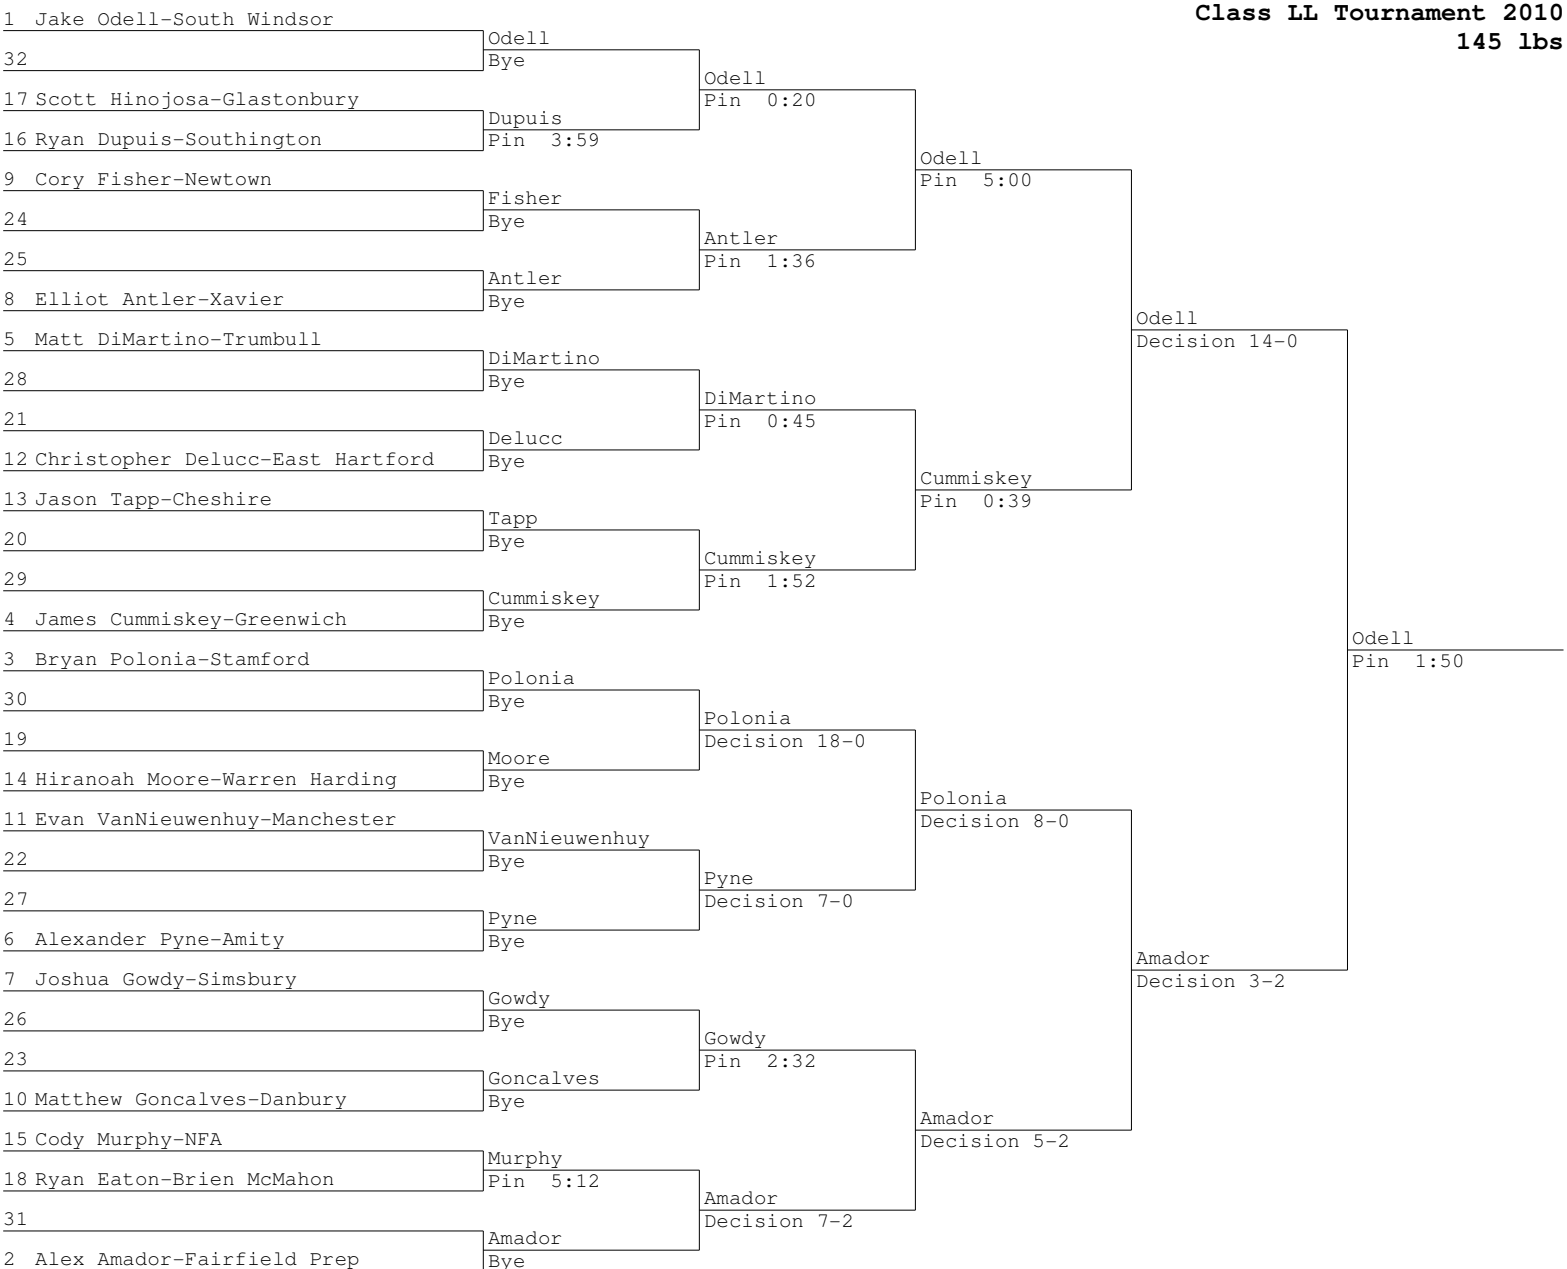 Class LL Tournament 2010
145 lbs
1 Jake Odell-South Windsor
32
17 Scott Hinojosa-Glastonbury
16 Ryan Dupuis-Southington
9 Cory Fisher-Newtown
24
25
8 Elliot Antler-Xavier
5 Matt DiMartino-Trumbull
28
21
12 Christopher Delucc-East Hartford
13 Jason Tapp-Cheshire
20
29
4 James Cummiskey-Greenwich
3 Bryan Polonia-Stamford
30
19
14 Hiranoah Moore-Warren Harding
11 Evan VanNieuwenhuy-Manchester
22
27
6 Alexander Pyne-Amity
7 Joshua Gowdy-Simsbury
26
23
10 Matthew Goncalves-Danbury
15 Cody Murphy-NFA
18 Ryan Eaton-Brien McMahon
31
2 Alex Amador-Fairfield Prep
Odell
Bye
Dupuis
Pin 3:59
Fisher
Bye
Antler
Bye
DiMartino
Bye
Delucc
Bye
Tapp
Bye
Cummiskey
Bye
Polonia
Bye
Moore
Bye
VanNieuwenhuy
Bye
Pyne
Bye
Gowdy
Bye
Goncalves
Bye
Murphy
Pin 5:12
Amador
Bye
Odell
Pin 0:20
Antler
Pin 1:36
DiMartino
Pin 0:45
Cummiskey
Pin 1:52
Polonia
Decision 18-0
Pyne
Decision 7-0
Gowdy
Pin 2:32
Amador
Decision 7-2
Odell
Pin 5:00
Cummiskey
Pin 0:39
Polonia
Decision 8-0
Amador
Decision 5-2
Odell
Decision 14-0
Amador
Decision 3-2
Odell
Pin 1:50